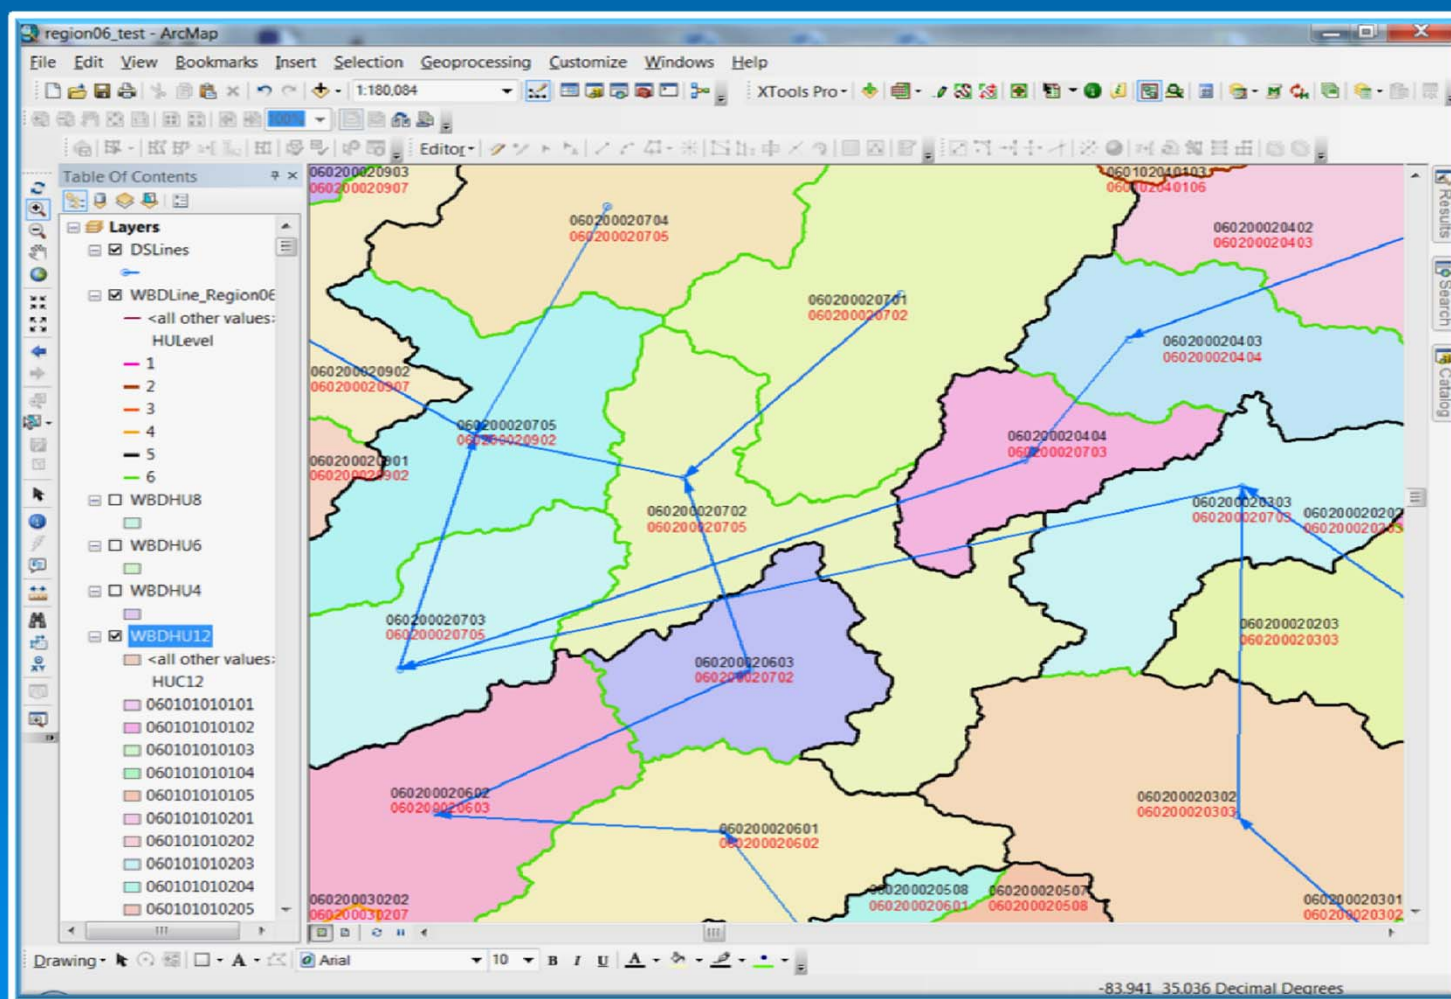 region06_test - ArcMap
File Edit View Bookmarks Insert Selection Geoprocessing Customize Windows Help
1:180,084
XTools Pro
100%
Editor
Table Of Contents
Layers
DSLines
WBDLine_Region06
<all other values>
HULevel
1
2
3
4
5
6
WBDHU8
WBDHU6
WBDHU4
WBDHU12
<all other values>
HUC12
060101010101
060101010102
060101010103
060101010104
060101010105
060101010201
060101010202
060101010203
060101010204
060101010205
060200020903
060200020907
060200020704
060200020705
060102040103
060102040106
060200020402
060200020403
060200020701
060200020702
060200020403
060200020404
060200020902
060200020907
060200020705
060200020902
060200020404
060200020703
060200020901
060200020902
060200020702
060200020705
060200020303
060200020703
060200020202
060200020303
060200020703
060200020705
060200020203
060200020303
060200020603
060200020702
060200020602
060200020603
060200020302
060200020303
060200020601
060200020602
060200030202
060200030207
060200020508
060200020601
060200020507
060200020508
060200020301
060200020302
Results
Search
Catalog
Drawing
A
Arial
10
B I U A
-83.941 35.036 Decimal Degrees